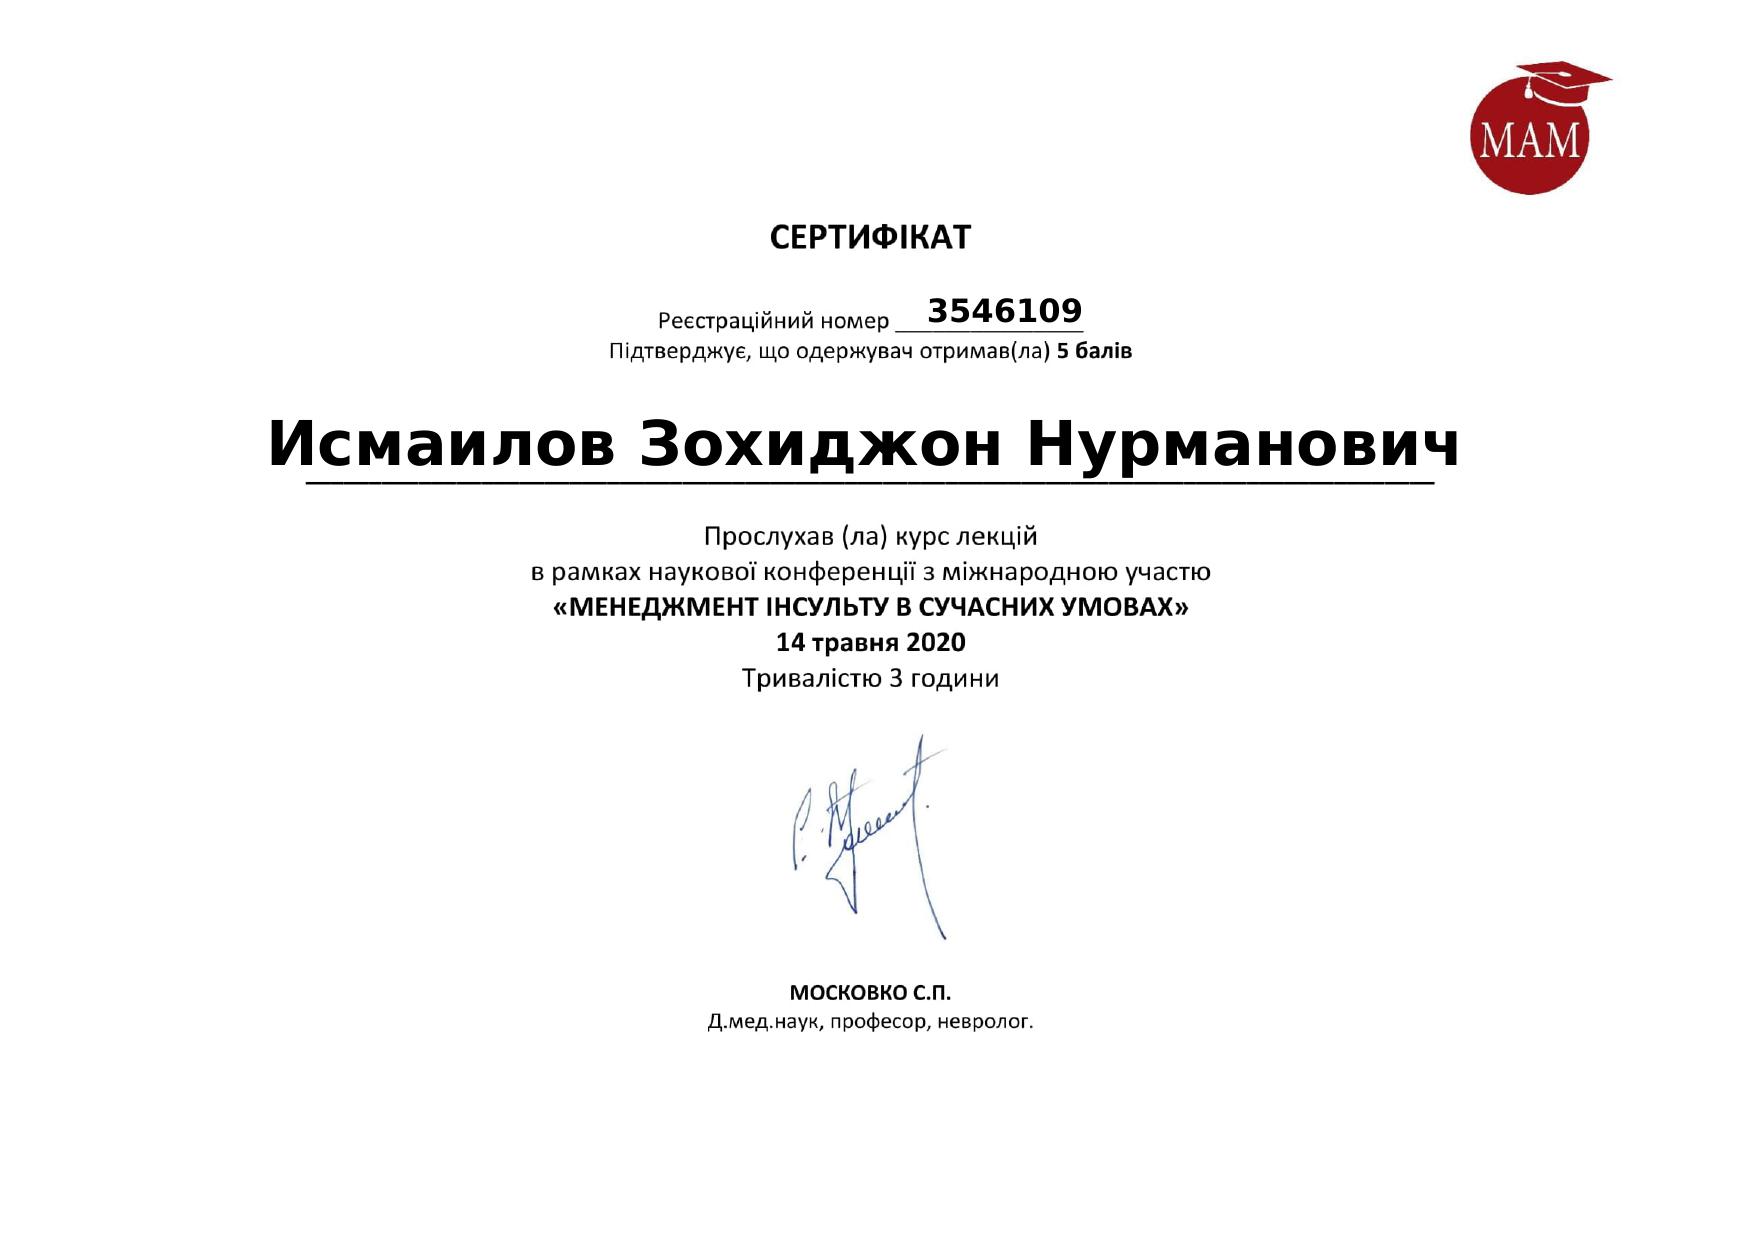 МАМ
СЕРТИФІКАТ
Реєстраційний номер 3546109
Підтверджує, що одержувач отримав(ла) 5 балів
Исмаилов Зохиджон Нурманович
Прослухав (ла) курс лекцій
в рамках наукової конференції з міжнародною участю
«МЕНЕДЖМЕНТ ІНСУЛЬТУ В СУЧАСНИХ УМОВАХ»
14 травня 2020
Тривалістю 3 години
МОСКОВКО С.П.
Д.мед.наук, професор, невролог.